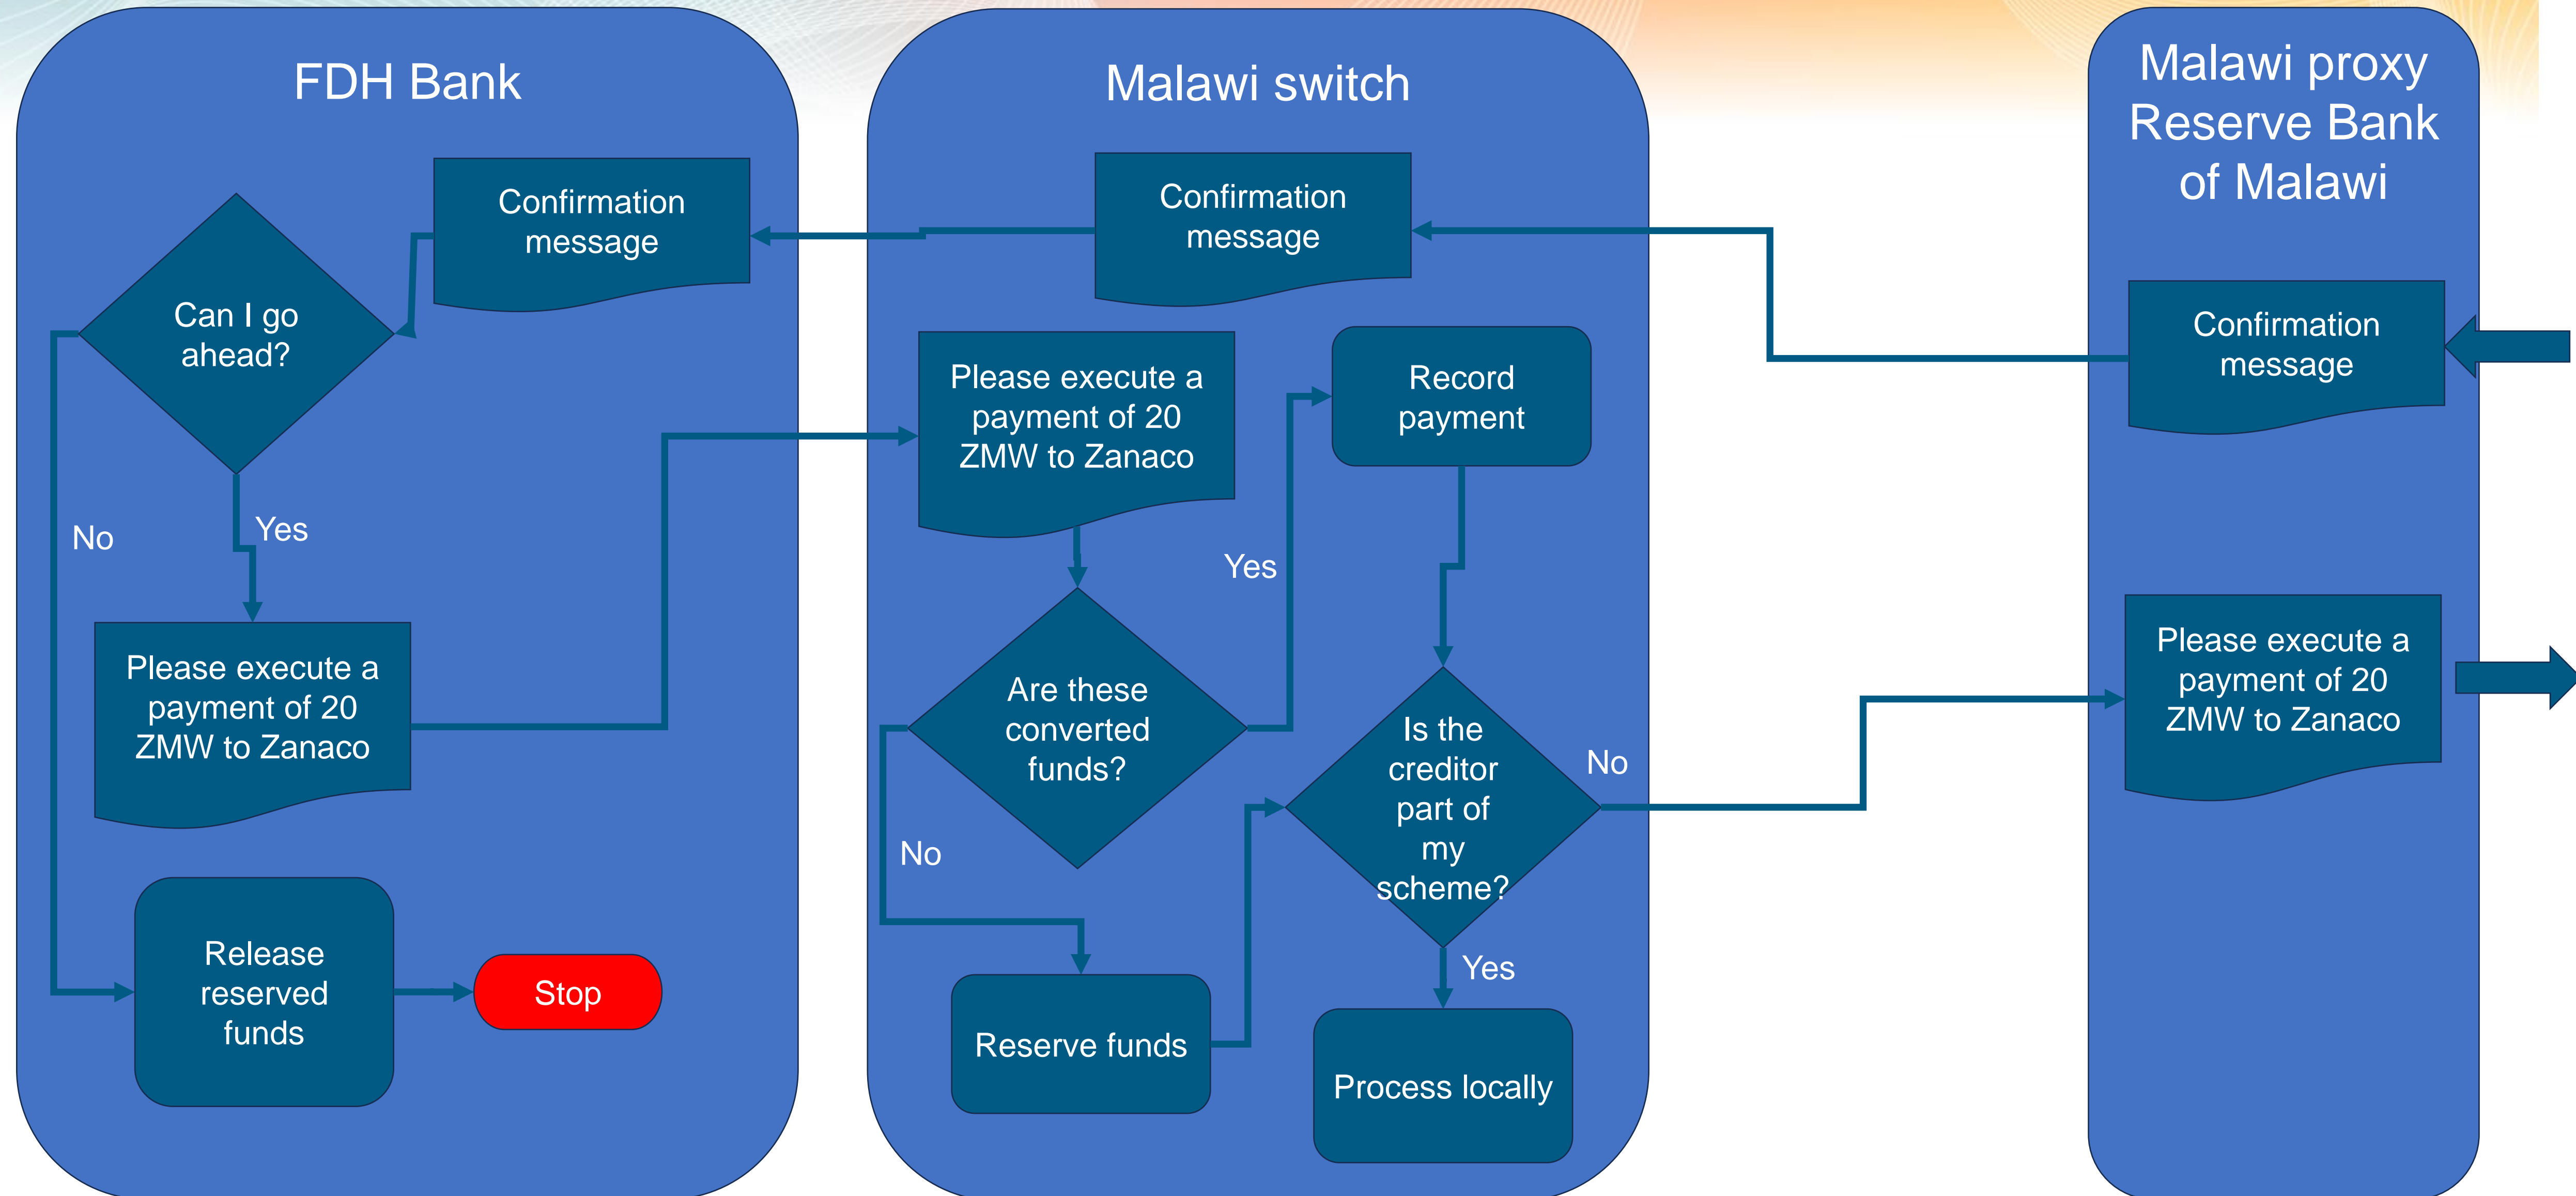 FDH Bank
Confirmation
message
Can I go
ahead?
No
Yes
Please execute a
payment of 20
ZMW to Zanaco
Release
reserved
funds
Stop
Malawi switch
Confirmation
message
Please execute a
payment of 20
ZMW to Zanaco
Record
payment
Yes
Are these
converted
funds?
No
Is the
creditor
part of
my
scheme?
No
Yes
Reserve funds
Process locally
Malawi proxy
Reserve Bank
of Malawi
Confirmation
message
Please execute a
payment of 20
ZMW to Zanaco